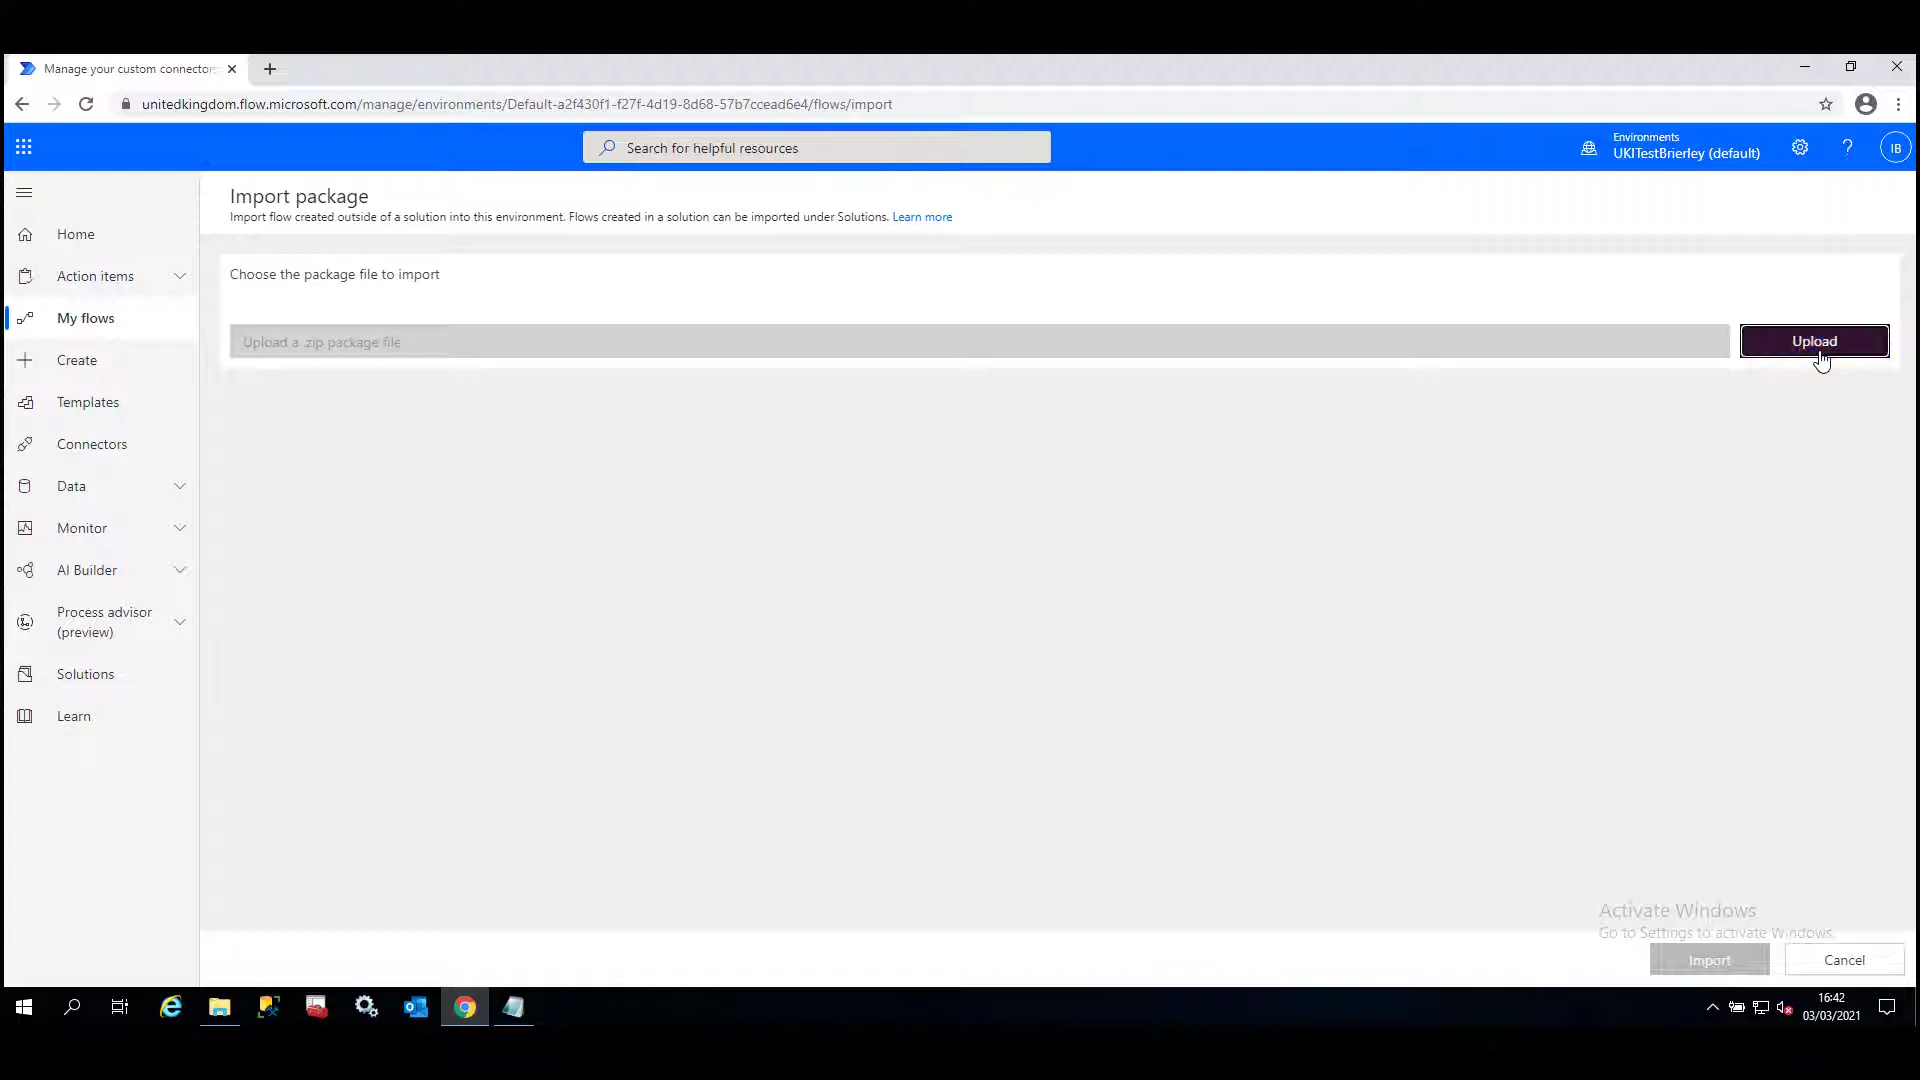 Manage your custom connectors
unitedkingdom.flow.microsoft.com/manage/environments/Default-a2f430f1-f27f-4d19-8d68-57b7ccead6e4/flows/import
Search for helpful resources
Environments
UKITestBrierley (default)
IB
Import package
Import flow created outside of a solution into this environment. Flows created in a solution can be imported under Solutions. Learn more
Home
Action items
My flows
Create
Templates
Connectors
Data
Monitor
AI Builder
Process advisor
(preview)
Solutions
Learn
Choose the package file to import
Upload a .zip package file
Upload
Activate Windows
Go to Settings to activate Windows.
Import
Cancel
16:42
03/03/2021